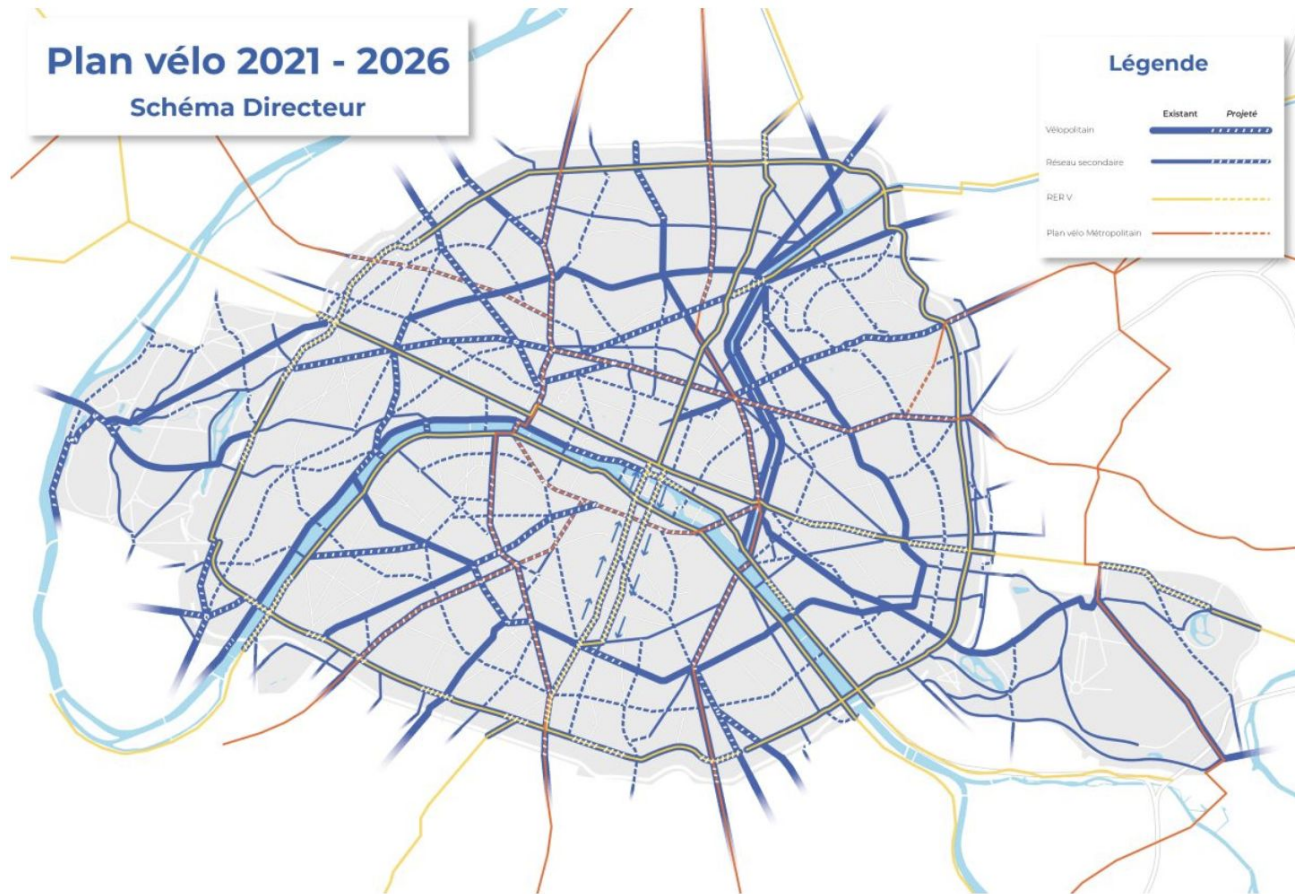 Plan vélo 2021 - 2026
Schéma Directeur
Légende
Existant Projeté
Vélopolitain
Réseau secondaire
RER V
Plan vélo Métropolitain